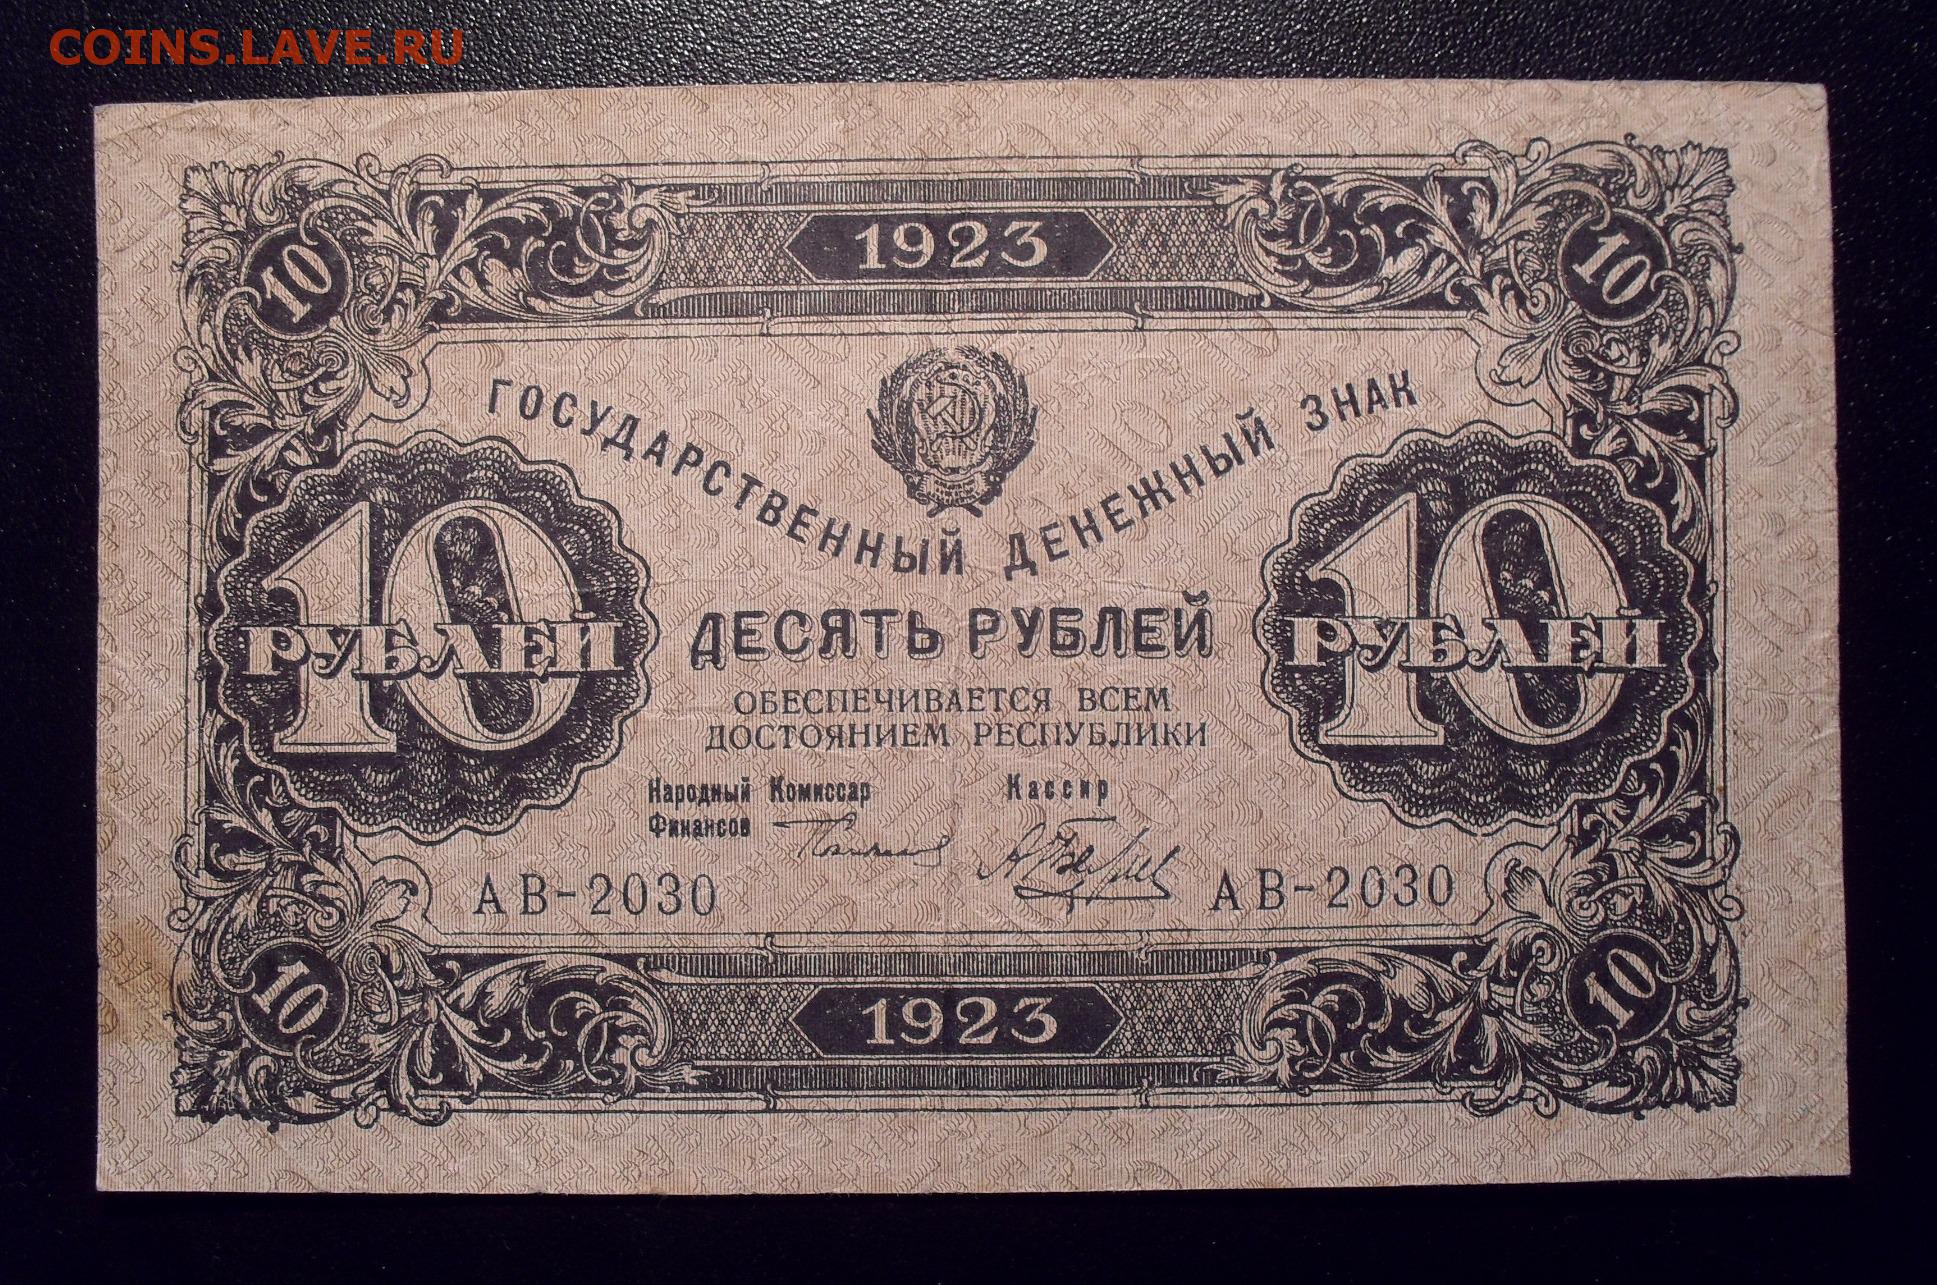 COINS.LAVE.RU
1923
10 10
ГОСУДАРСТВЕННЫЙ ДЕНЕЖНЫЙ ЗНАК
10 РУБЛЕЙ
10 РУБЛЕЙ
ДЕСЯТЬ РУБЛЕЙ
ОБЕСПЕЧИВАЕТСЯ ВСЕМ
ДОСТОЯНИЕМ РЕСПУБЛИКИ
Народный Комиссар
Финансов
Кассир
АВ-2030 АВ-2030
10 10
1923